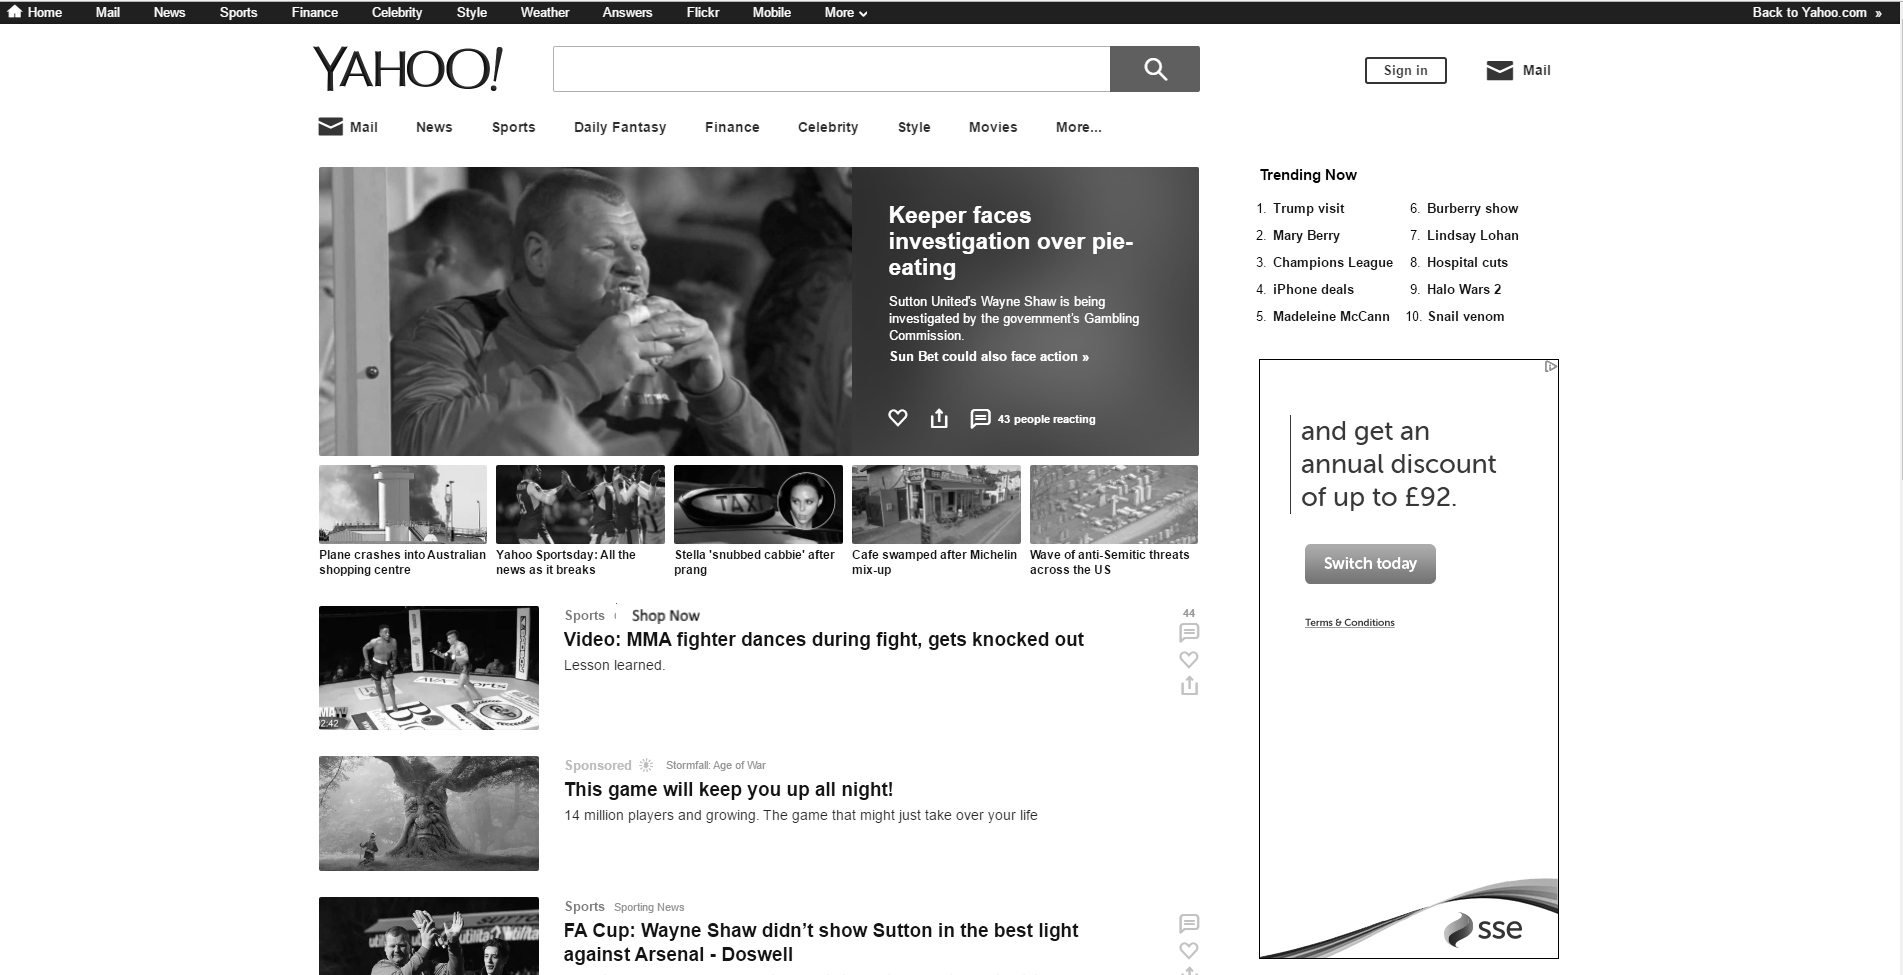 Home Mail News Sports Finance Celebrity Style Weather Answers Flickr Mobile More Back to Yahoo.com »
YAHOO!
Sign in Mail
Mail News Sports Daily Fantasy Finance Celebrity Style Movies More...
Keeper faces
investigation over pie-
eating
Sutton United's Wayne Shaw is being
investigated by the government's Gambling
Commission.
Sun Bet could also face action »
43 people reacting
TAXI
Plane crashes into Australian
shopping centre
Yahoo Sportsday: All the
news as it breaks
Stella 'snubbed cabbie' after
prang
Cafe swamped after Michelin
mix-up
Wave of anti-Semitic threats
across the US
Trending Now
1. Trump visit
2. Mary Berry
3. Champions League
4. iPhone deals
5. Madeleine McCann
6. Burberry show
7. Lindsay Lohan
8. Hospital cuts
9. Halo Wars 2
10. Snail venom
and get an
annual discount
of up to £92.
Switch today
Terms & Conditions
sse
Sports Shop Now
Video: MMA fighter dances during fight, gets knocked out
Lesson learned.
44
Sponsored Stormfall: Age of War
This game will keep you up all night!
14 million players and growing. The game that might just take over your life
Sports Sporting News
FA Cup: Wayne Shaw didn’t show Sutton in the best light
against Arsenal - Doswell